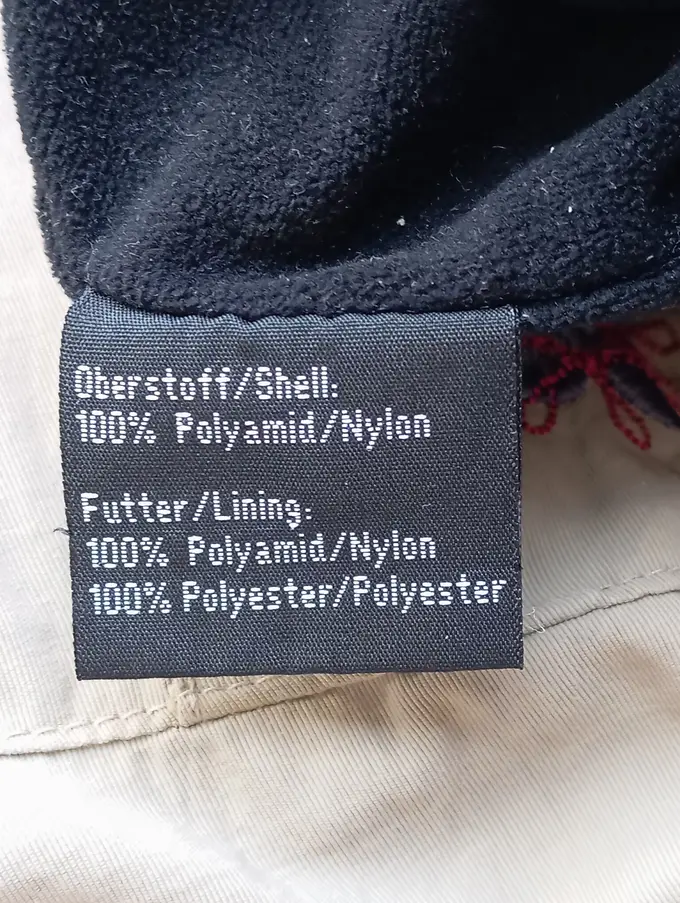 Oberstoff/Shell:
100% Polyamid/Nylon
Futter/Lining:
100% Polyamid/Nylon
100% Polyester/Polyester